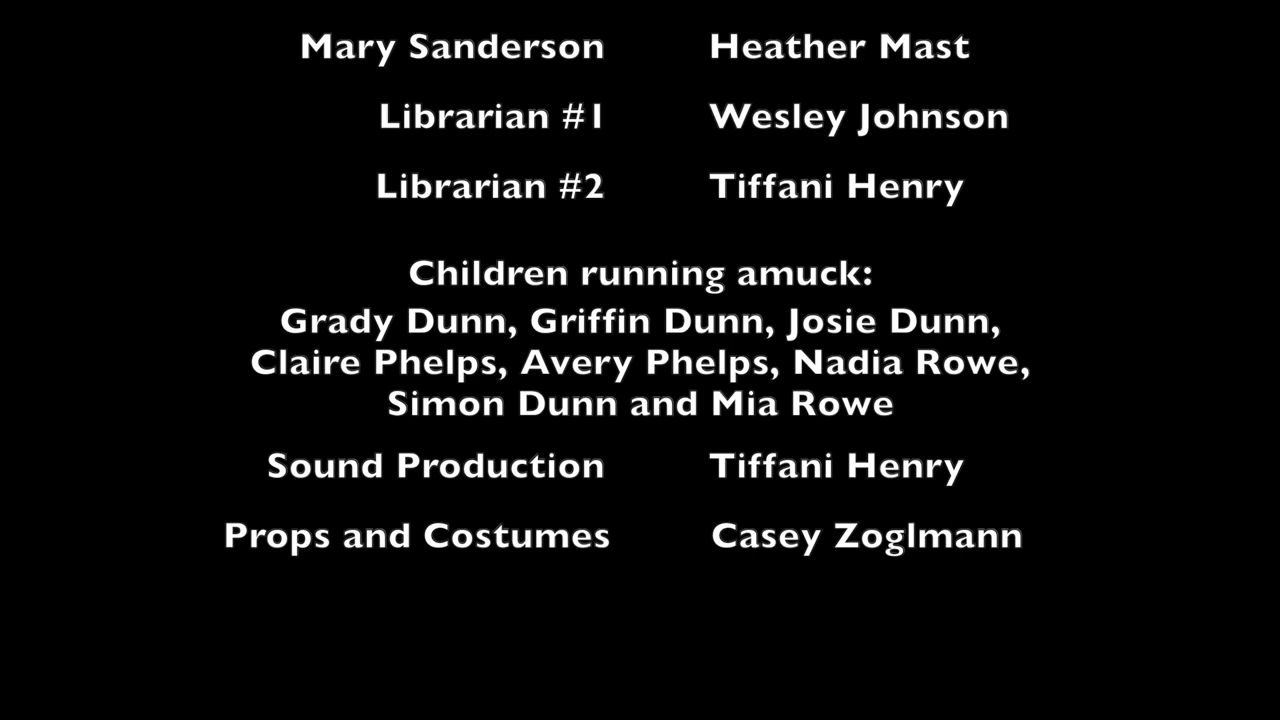 Mary Sanderson Heather Mast
Librarian #1 Wesley Johnson
Librarian #2 Tiffani Henry
Children running amuck:
Grady Dunn, Griffin Dunn, Josie Dunn,
Claire Phelps, Avery Phelps, Nadia Rowe,
Simon Dunn and Mia Rowe
Sound Production Tiffani Henry
Props and Costumes Casey Zoglmann